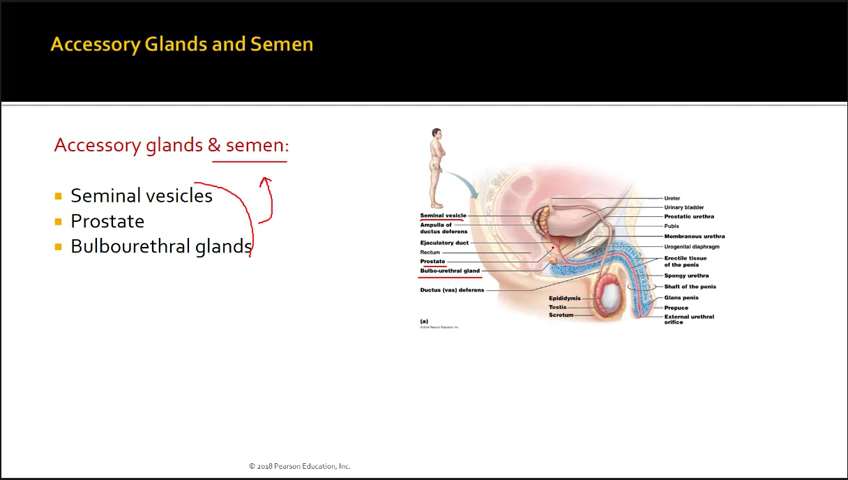 Accessory Glands and Semen
Accessory glands & semen:
Seminal vesicles
Prostate
Bulbourethral glands
Seminal vesicle
Ampulla of
ductus deferens
Ejaculatory duct
Rectum
Prostate
Bulbo-urethral gland
Ductus (vas) deferens
(a)
Epididymis
Testis
Scrotum
Ureter
Urinary bladder
Prostatic urethra
Pubis
Membranous urethra
Urogenital diaphragm
Erectile tissue
of the penis
Spongy urethra
Shaft of the penis
Glans penis
Prepuce
External urethral
orifice
© 2018 Pearson Education, Inc.